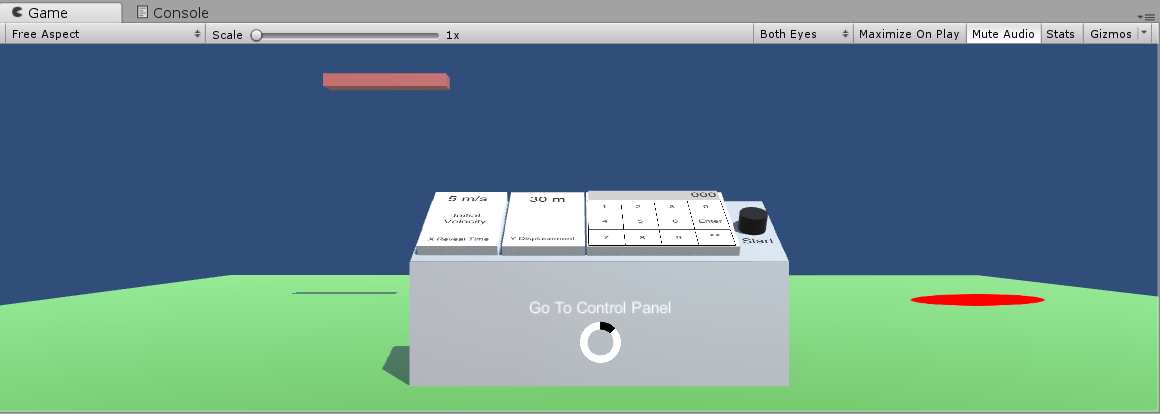 Game
Console
Free Aspect
Scale
1x
Both Eyes
Maximize On Play
Mute Audio
Stats
Gizmos
5 m/s
Initial
Velocity
X Reveal Time
30 m
Y Displacement
000
1 2 3 0
4 5 6 Enter
7 8
Start
Go To Control Panel